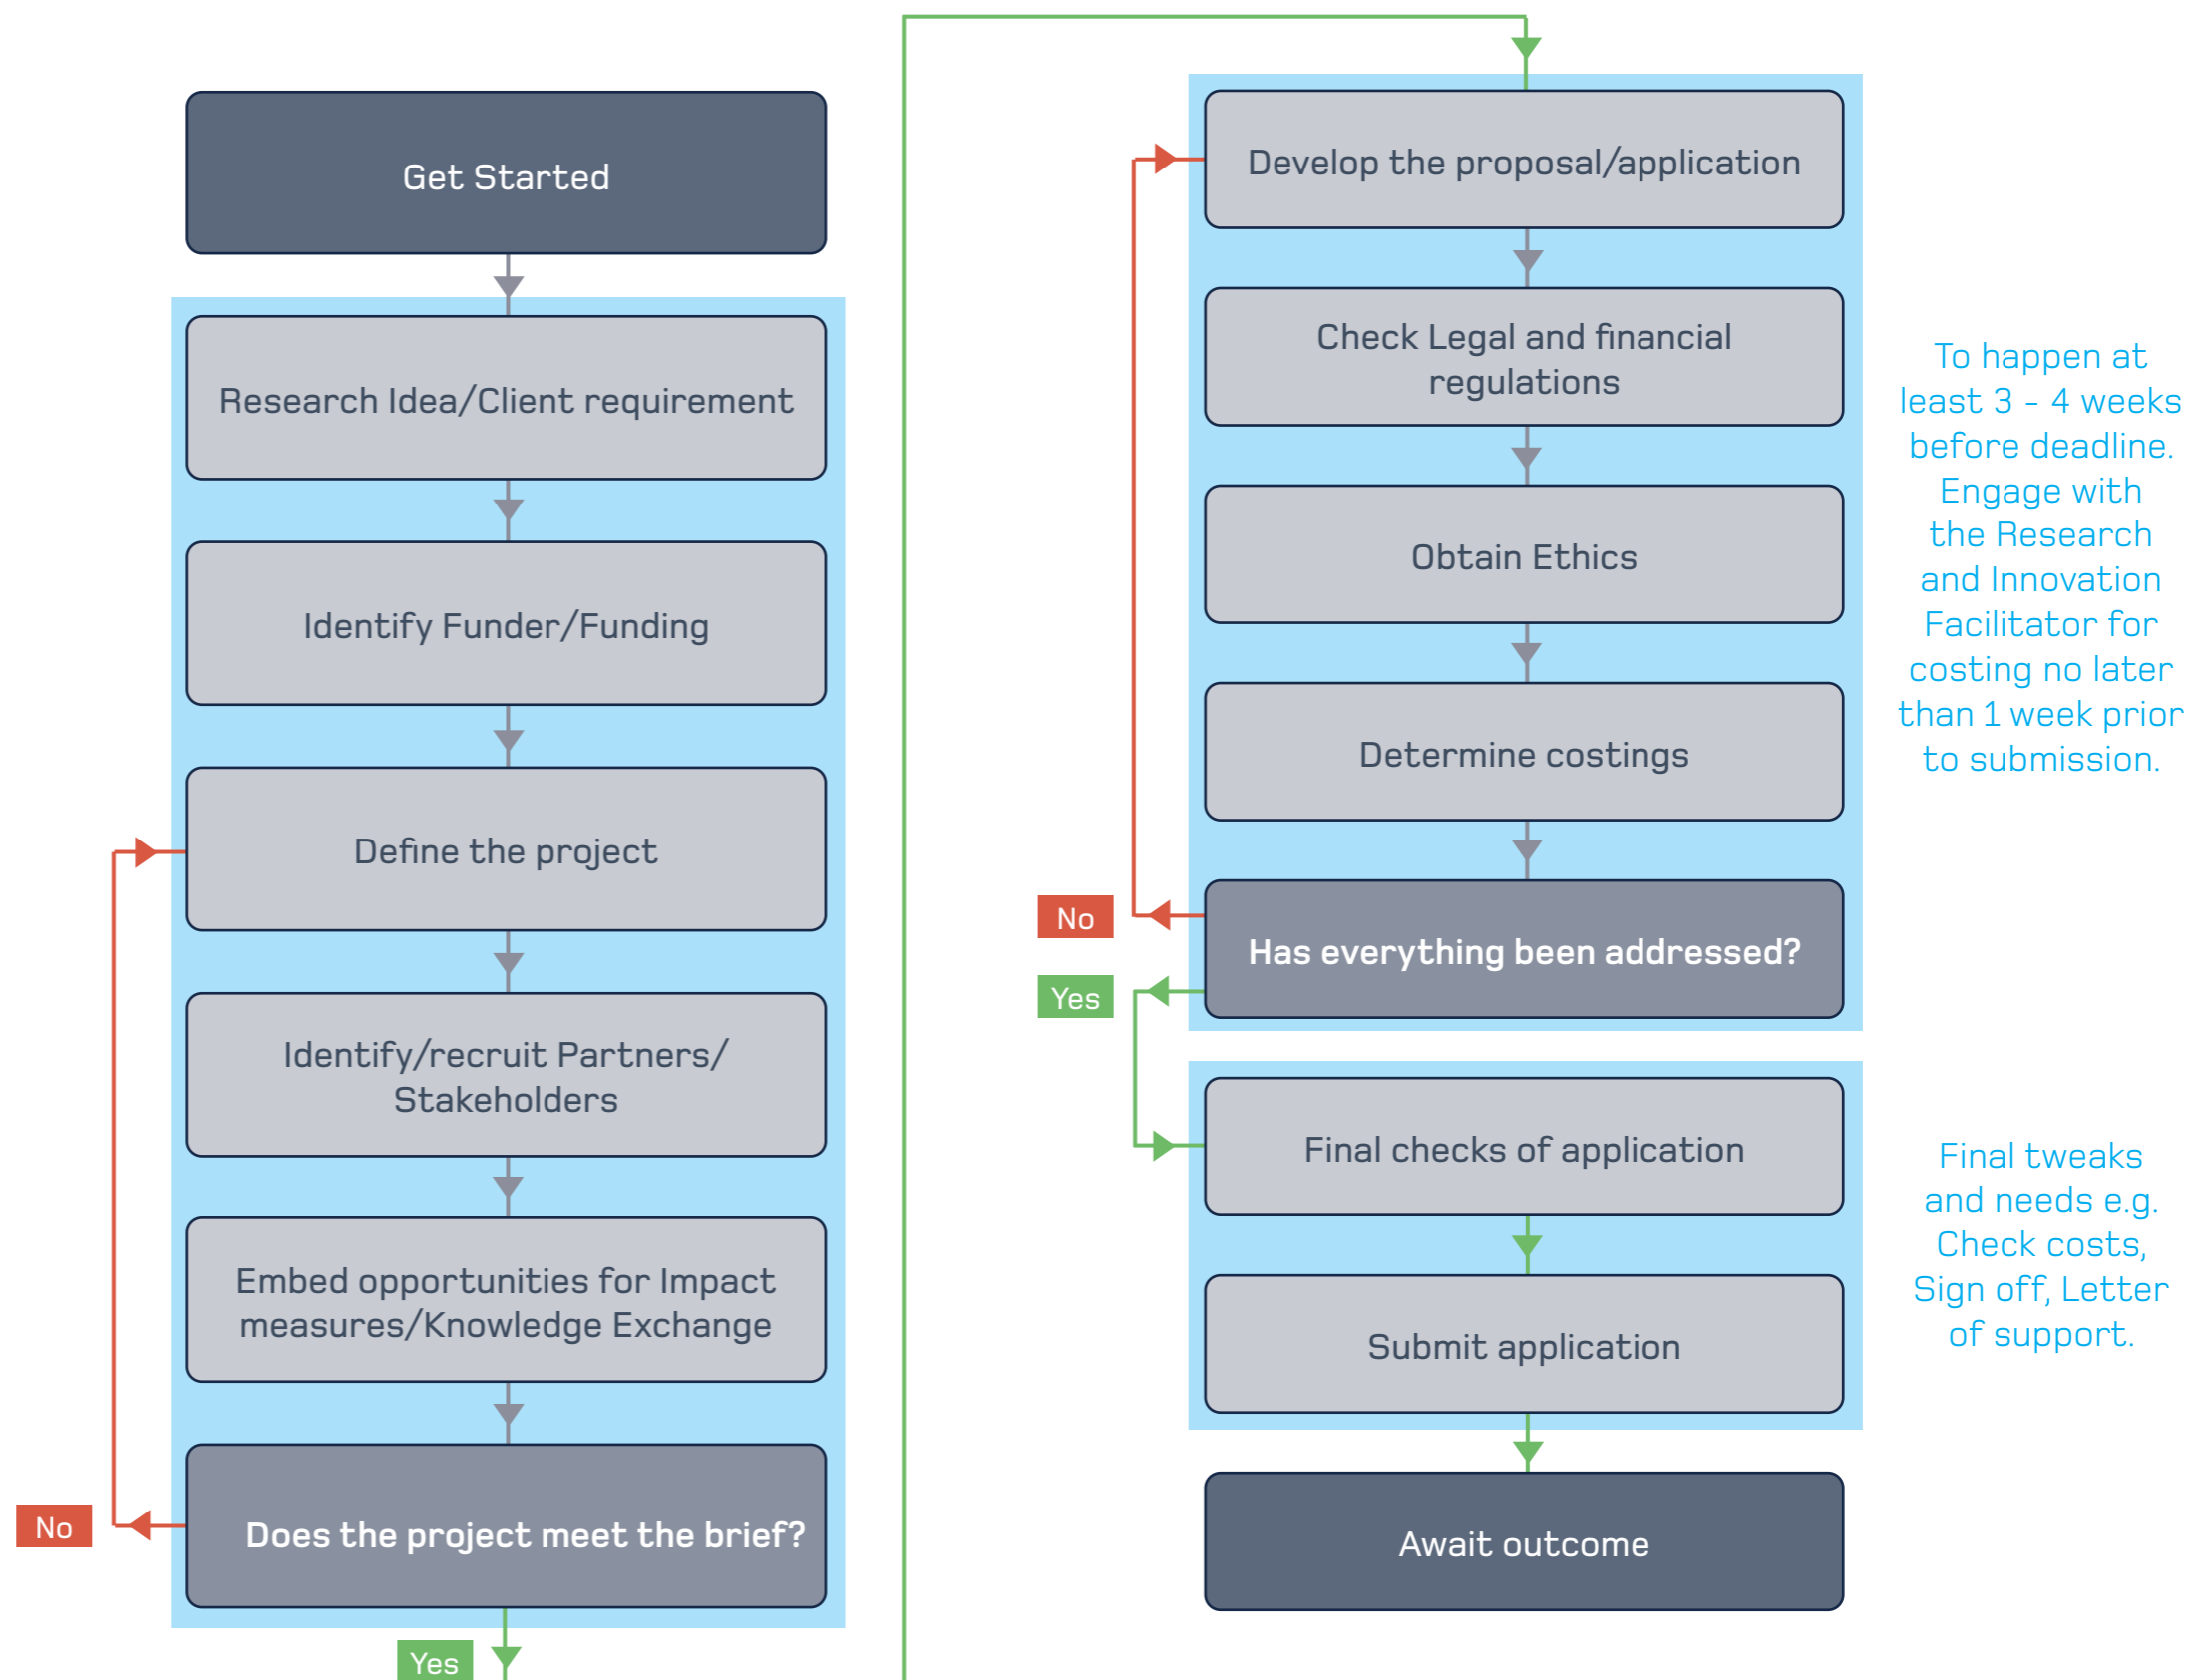 Get Started
Research Idea/Client requirement
Identify Funder/Funding
Define the project
Identify/recruit Partners/
Stakeholders
Embed opportunities for Impact
measures/Knowledge Exchange
No
Does the project meet the brief?
Yes
Develop the proposal/application
Check Legal and financial
regulations
Obtain Ethics
Determine costings
No
Has everything been addressed?
Yes
To happen at
least 3 - 4 weeks
before deadline.
Engage with
the Research
and Innovation
Facilitator for
costing no later
than 1 week prior
to submission.
Final checks of application
Submit application
Final tweaks
and needs e.g.
Check costs,
Sign off, Letter
of support.
Await outcome